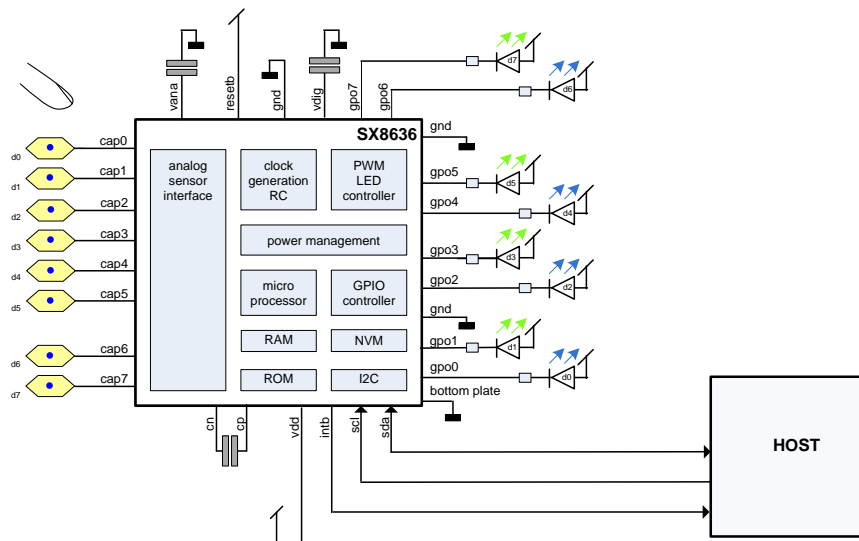 vana
resetb
gnd
vdig
gpo7
gpo6
d7
d6
SX8636
gnd
cap0
d0
cap1
d1
cap2
d2
cap3
d3
cap4
d4
cap5
d5
cap6
d6
cap7
d7
analog
sensor
interface
clock
generation
RC
PWM
LED
controller
power management
micro
processor
GPIO
controller
RAM
NVM
ROM
I2C
gpo5
d5
gpo4
d4
gpo3
d3
gpo2
d2
gnd
gpo1
d1
gpo0
d0
bottom plate
cn
cp
vdd
intb
scl
sda
HOST